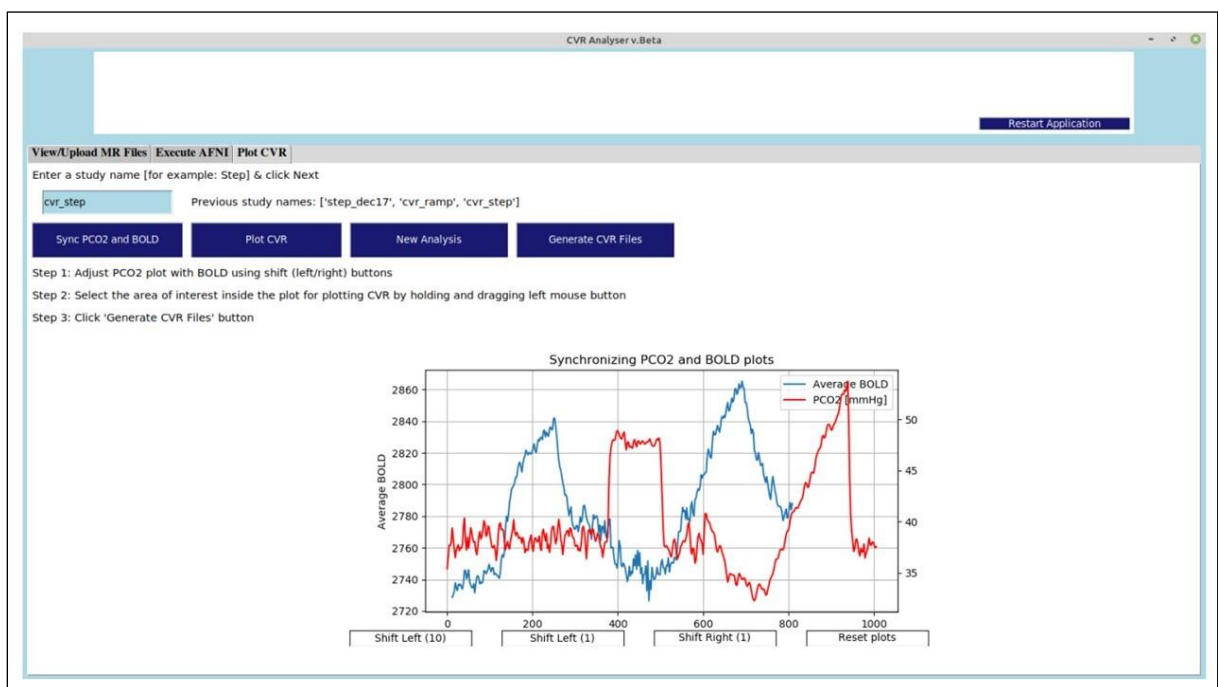 CVR Analyser v.Beta
Restart Application
View/Upload MR Files Execute AFNI Plot CVR
Enter a study name [for example: Step] & click Next
cvr_step Previous study names: ['step_dec17', 'cvr_ramp', 'cvr_step']
Sync PCO2 and BOLD Plot CVR New Analysis Generate CVR Files
Step 1: Adjust PCO2 plot with BOLD using shift (left/right) buttons
Step 2: Select the area of interest inside the plot for plotting CVR by holding and dragging left mouse button
Step 3: Click 'Generate CVR Files' button
Synchronizing PCO2 and BOLD plots
Average BOLD
PCO2 [mmHg]
Average BOLD
2860
2840
2820
2800
2780
2760
2740
2720
50
45
40
35
0 200 400 600 800 1000
Shift Left (10) Shift Left (1) Shift Right (1) Reset plots